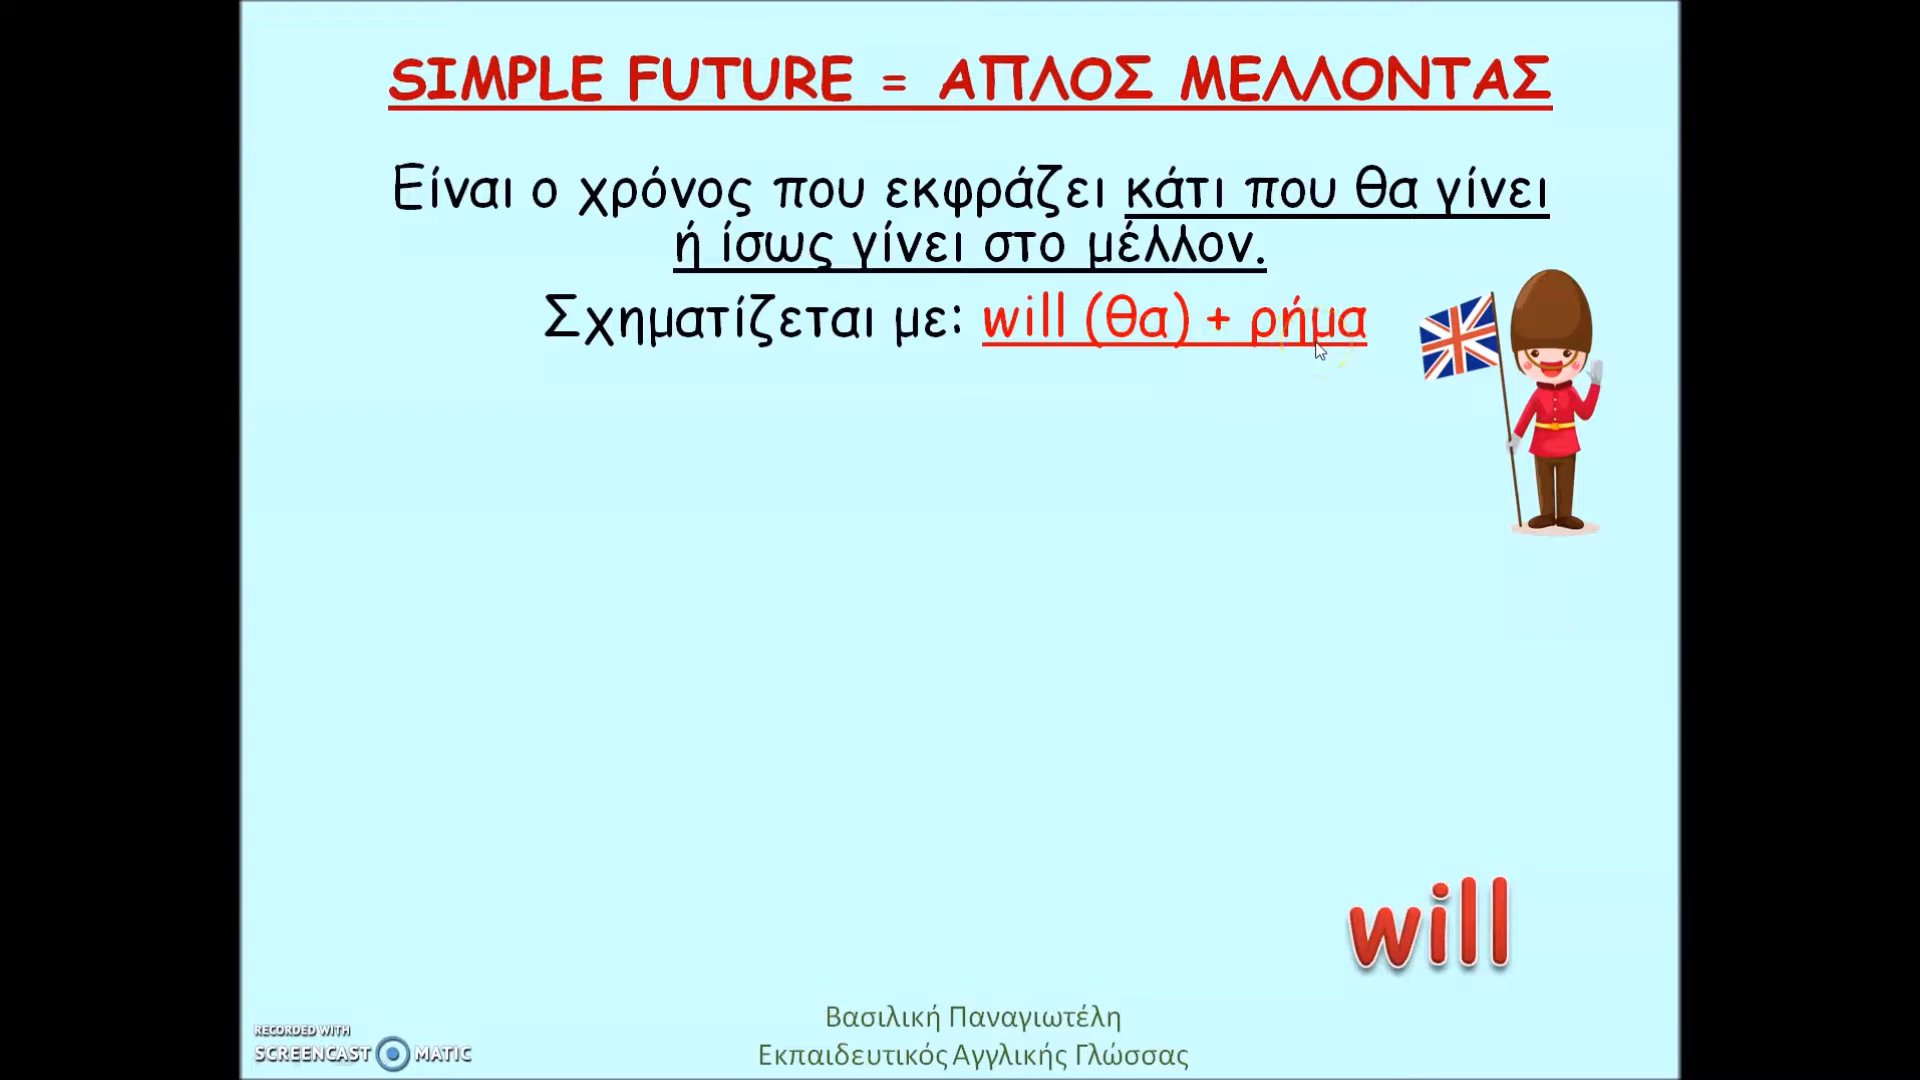 SIMPLE FUTURE = ΑΠΛΟΣ ΜΕΛΛΟΝΤΑΣ
Είναι ο χρόνος που εκφράζει κάτι που θα γίνει
ή ίσως γίνει στο μέλλον.
Σχηματίζεται με: will (θα) + ρήμα
will
Βασιλική Παναγιωτέλη
Εκπαιδευτικός Αγγλικής Γλώσσας
RECORDED WITH
SCREENCAST MATIC